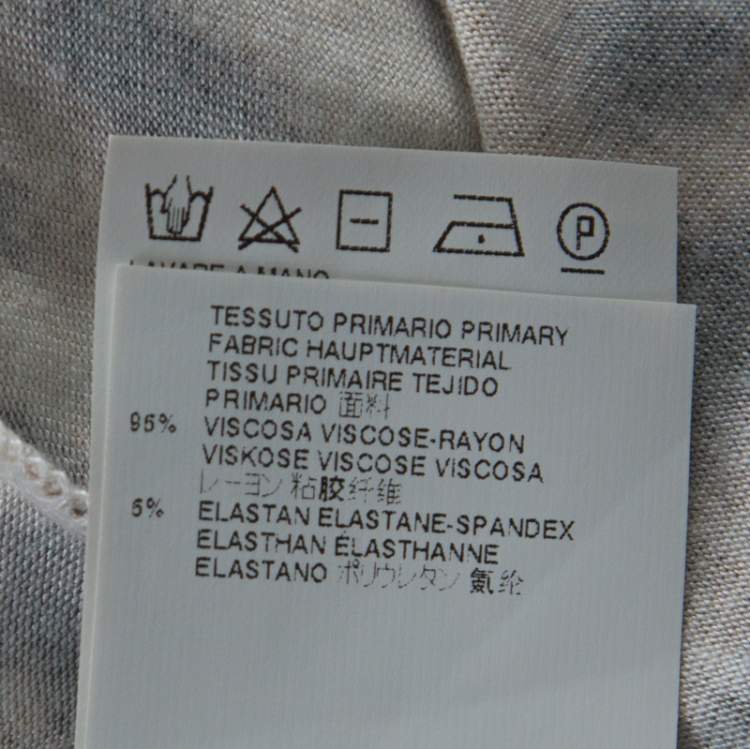 P
LAVARE A MANO
TESSUTO PRIMARIO PRIMARY
FABRIC HAUPTMATERIAL
TISSU PRIMAIRE TEJIDO
PRIMARIO 面料
95% VISCOSA VISCOSE-RAYON
VISKOSE VISCOSE VISCOSA
レーヨン 粘胶纤维
5% ELASTAN ELASTANE-SPANDEX
ELASTHAN ÉLASTHANNE
ELASTANO ポリウレタン 氨纶